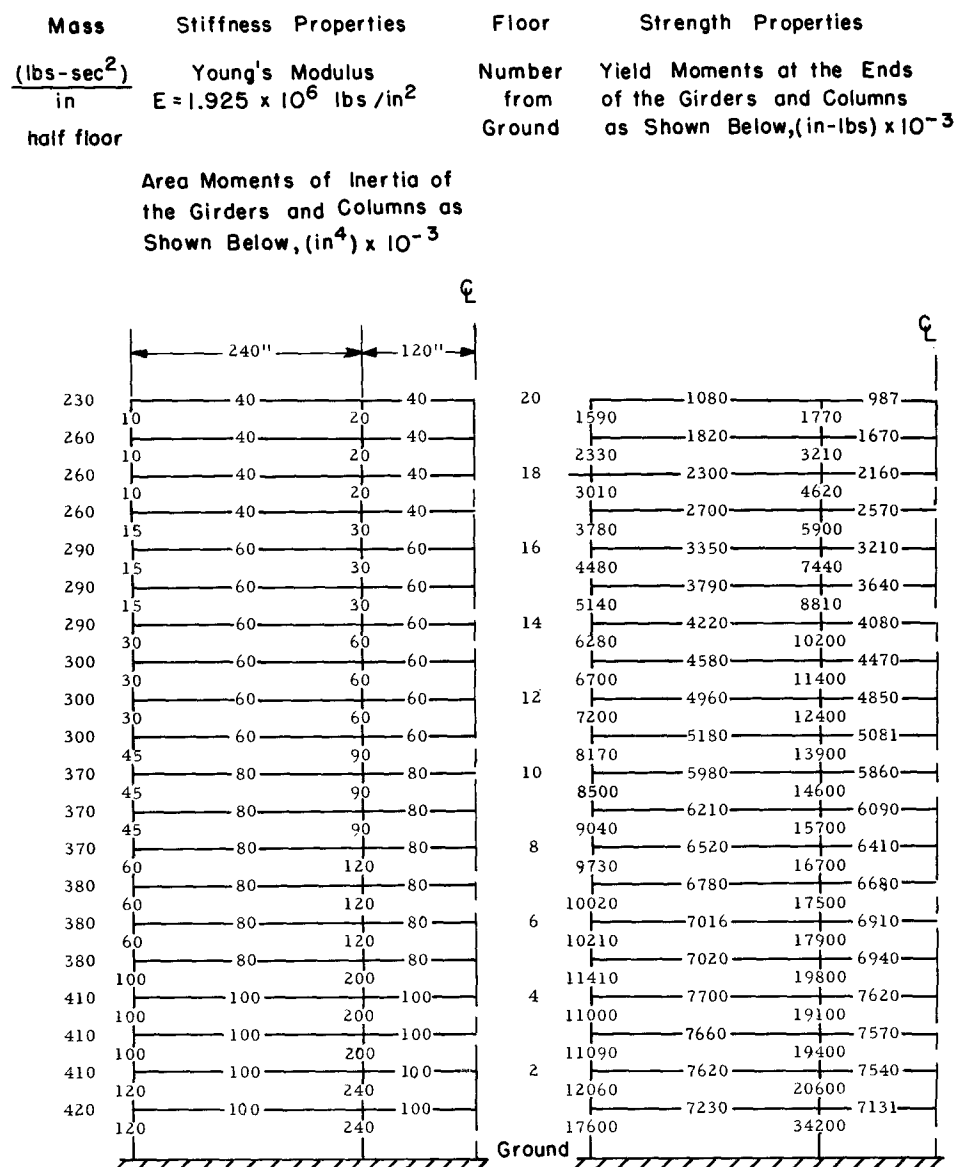 Mass Stiffness Properties Floor Strength Properties
(lbs-sec2) Young's Modulus Number Yield Moments at the Ends
in E = 1.925 x 10^6 lbs/in2 from of the Girders and Columns
half floor Ground as Shown Below,(in-lbs) x 10^-3
Area Moments of Inertia of
the Girders and Columns as
Shown Below, (in4) x 10^-3
℄
℄
240" 120"
230 40 40 20 1080 987
10 20 1590 1770
260 40 40 1820 1670
10 20 2330 3210
260 40 40 18 2300 2160
10 20 3010 4620
260 40 40 2700 2570
15 30 3780 5900
290 60 60 16 3350 3210
15 30 4480 7440
290 60 60 3790 3640
15 30 5140 8810
290 60 60 14 4220 4080
30 60 6280 10200
300 60 60 4580 4470
30 60 6700 11400
300 60 60 12 4960 4850
30 60 7200 12400
300 60 60 5180 5081
45 90 8170 13900
370 80 80 10 5980 5860
45 90 8500 14600
370 80 80 6210 6090
45 90 9040 15700
370 80 80 8 6520 6410
60 120 9730 16700
380 80 80 6780 6680
60 120 10020 17500
380 80 80 6 7016 6910
60 120 10210 17900
380 80 80 7020 6940
100 200 11410 19800
410 100 100 4 7700 7620
100 200 11000 19100
410 100 100 7660 7570
100 200 11090 19400
410 100 100 2 7620 7540
120 240 12060 20600
420 100 100 7230 7131
120 240 17600 34200
Ground